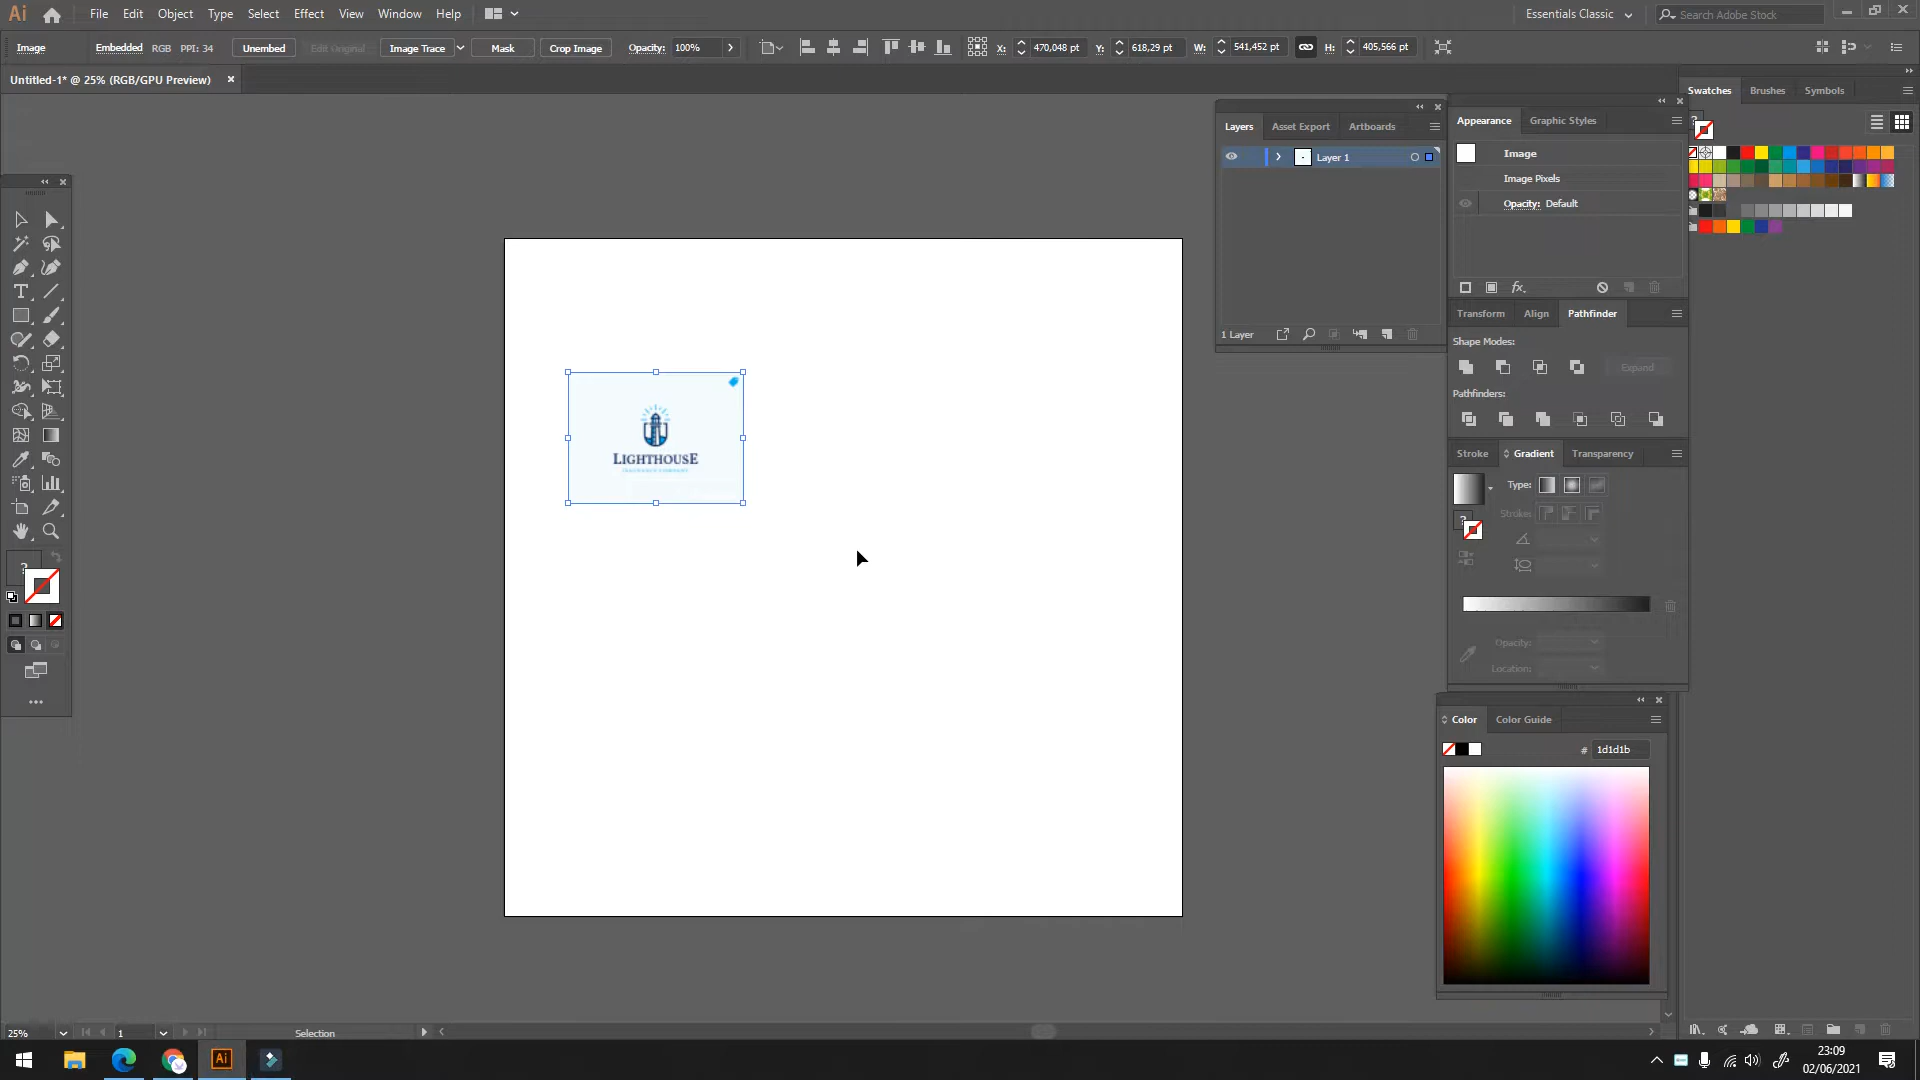 Ai File Edit Object Type Select Effect View Window Help Essentials Classic Search Adobe Stock
Image Embedded RGB PPI: 34 Unembed Edit Original Image Trace Mask Crop Image Opacity: 100% X: 470,048 pt Y: 618,29 pt W: 541,452 pt H: 405,566 pt
Untitled-1* @ 25% (RGB/GPU Preview)
Swatches Brushes Symbols
Layers Asset Export Artboards
Layer 1
1 Layer
Appearance Graphic Styles
Image
Image Pixels
Opacity: Default
fx
Transform Align Pathfinder
Shape Modes:
Expand
Pathfinders:
Stroke Gradient Transparency
Type:
Stroke:
Opacity:
Location:
Color Color Guide
# 1d1d1b
LIGHTHOUSE
25% 1 Selection
Ai
23:09
02/06/2021